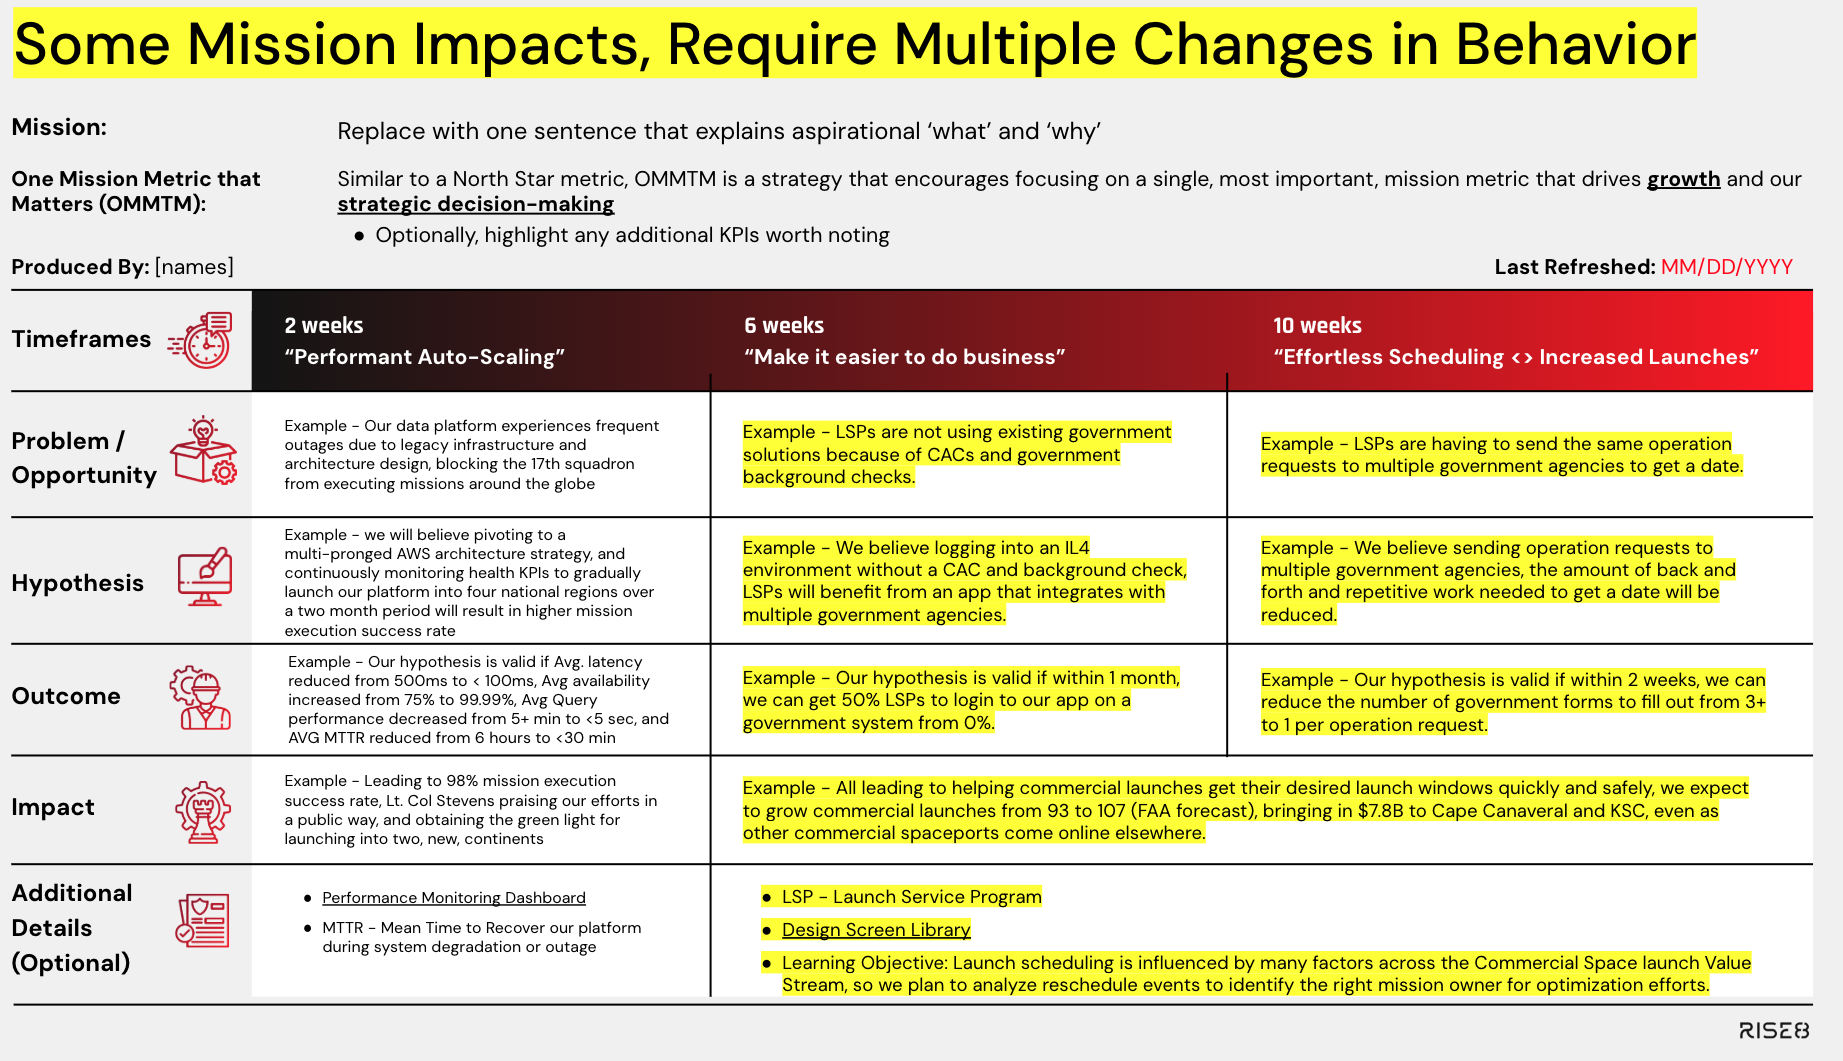 Some Mission Impacts, Require Multiple Changes in Behavior
Mission:
Replace with one sentence that explains aspirational ‘what’ and ‘why’
One Mission Metric that
Matters (OMMTM):
Similar to a North Star metric, OMMTM is a strategy that encourages focusing on a single, most important, mission metric that drives growth and our
strategic decision-making
● Optionally, highlight any additional KPIs worth noting
Produced By: [names]
Last Refreshed: MM/DD/YYYY
Timeframes
2 weeks
“Performant Auto-Scaling”
6 weeks
“Make it easier to do business”
10 weeks
“Effortless Scheduling <> Increased Launches”
Problem /
Opportunity
Example - Our data platform experiences frequent
outages due to legacy infrastructure and
architecture design, blocking the 17th squadron
from executing missions around the globe
Example - LSPs are not using existing government
solutions because of CACs and government
background checks.
Example - LSPs are having to send the same operation
requests to multiple government agencies to get a date.
Hypothesis
Example - we will believe pivoting to a
multi-pronged AWS architecture strategy, and
continuously monitoring health KPIs to gradually
launch our platform into four national regions over
a two month period will result in higher mission
execution success rate
Example - We believe logging into an IL4
environment without a CAC and background check,
LSPs will benefit from an app that integrates with
multiple government agencies.
Example - We believe sending operation requests to
multiple government agencies, the amount of back and
forth and repetitive work needed to get a date will be
reduced.
Outcome
Example - Our hypothesis is valid if Avg. latency
reduced from 500ms to < 100ms, Avg availability
increased from 75% to 99.99%, Avg Query
performance decreased from 5+ min to <5 sec, and
AVG MTTR reduced from 6 hours to <30 min
Example - Our hypothesis is valid if within 1 month,
we can get 50% LSPs to login to our app on a
government system from 0%.
Example - Our hypothesis is valid if within 2 weeks, we can
reduce the number of government forms to fill out from 3+
to 1 per operation request.
Impact
Example - Leading to 98% mission execution
success rate, Lt. Col Stevens praising our efforts in
a public way, and obtaining the green light for
launching into two, new, continents
Example - All leading to helping commercial launches get their desired launch windows quickly and safely, we expect
to grow commercial launches from 93 to 107 (FAA forecast), bringing in $7.8B to Cape Canaveral and KSC, even as
other commercial spaceports come online elsewhere.
Additional
Details
(Optional)
● Performance Monitoring Dashboard
● MTTR - Mean Time to Recover our platform
during system degradation or outage
● LSP - Launch Service Program
● Design Screen Library
● Learning Objective: Launch scheduling is influenced by many factors across the Commercial Space launch Value
Stream, so we plan to analyze reschedule events to identify the right mission owner for optimization efforts.
RISE8